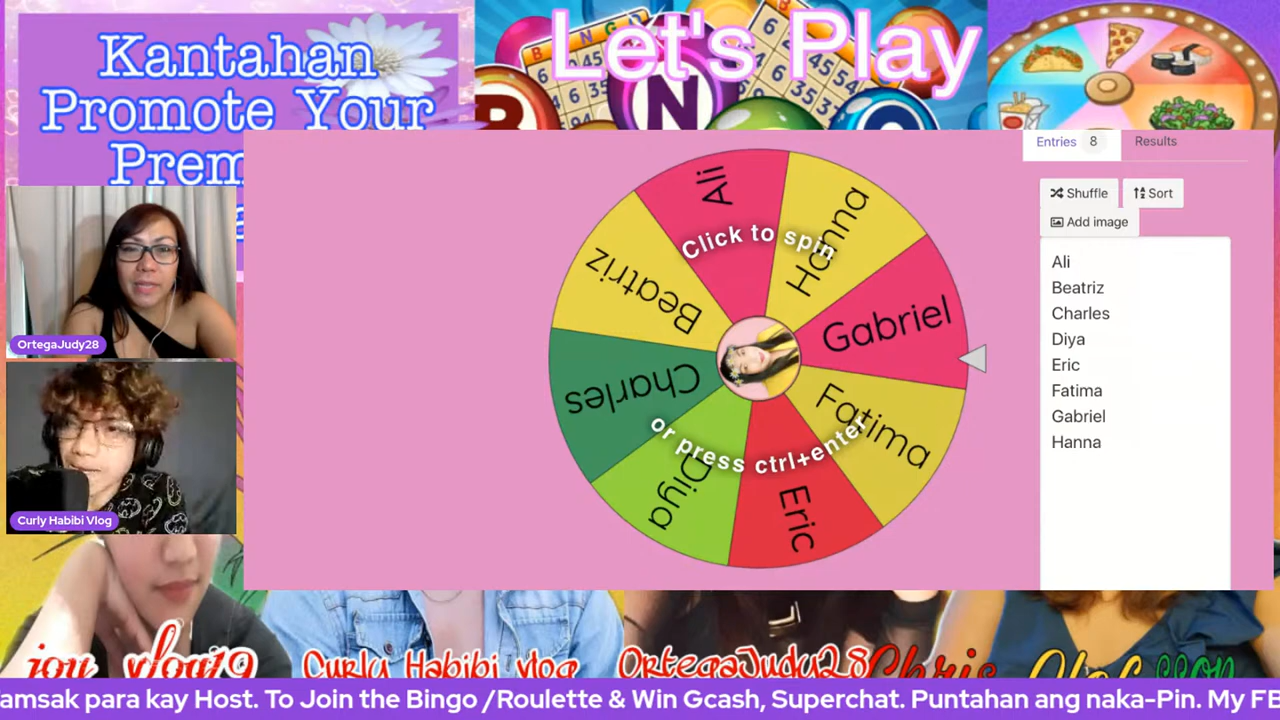 Kantahan
Promote Your
Prem
Let's Play
B I N G
N
OrtegaJudy28
Curly Habibi Vlog
Ali
Hanna
Gabriel
Fatima
Eric
Diya
Charles
Beatriz
Click to spin
or press ctrl+enter
Entries 8
Results
Shuffle
Sort
Add image
Ali
Beatriz
Charles
Diya
Eric
Fatima
Gabriel
Hanna
Curly Habibi vlog
OrtegaJudy28
Chris
amsak para kay Host. To Join the Bingo /Roulette & Win Gcash, Superchat. Puntahan ang naka-Pin. My FB